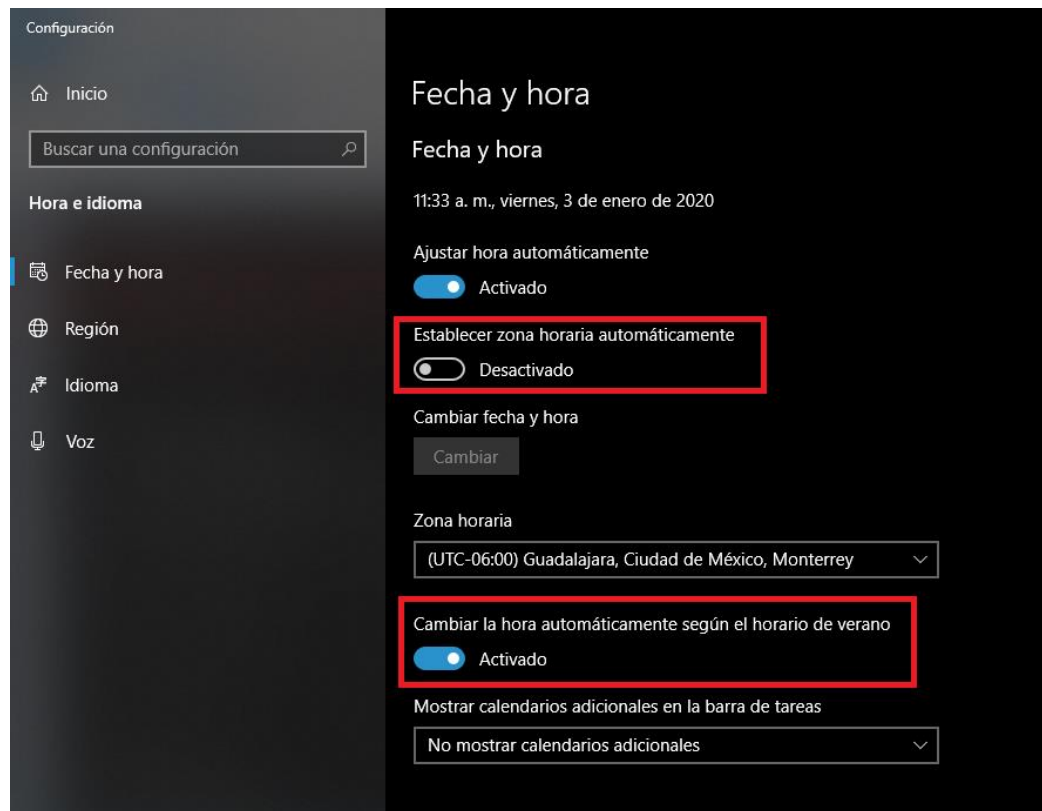 Configuración
Inicio
Buscar una configuración
Hora e idioma
Fecha y hora
Región
Idioma
Voz
Fecha y hora
Fecha y hora
11:33 a. m., viernes, 3 de enero de 2020
Ajustar hora automáticamente
Activado
Establecer zona horaria automáticamente
Desactivado
Cambiar fecha y hora
Cambiar
Zona horaria
(UTC-06:00) Guadalajara, Ciudad de México, Monterrey
Cambiar la hora automáticamente según el horario de verano
Activado
Mostrar calendarios adicionales en la barra de tareas
No mostrar calendarios adicionales